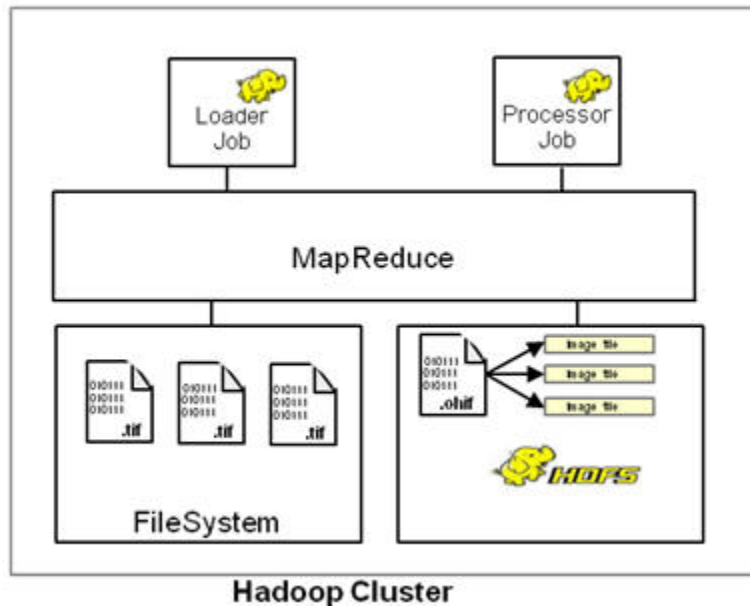 Loader
Job
Processor
Job
MapReduce
010111
010111
010111
.tif
010111
010111
010111
.tif
010111
010111
010111
.tif
FileSystem
010111
010111
010111
.ohif
Image file
Image file
Image file
HDFS
Hadoop Cluster